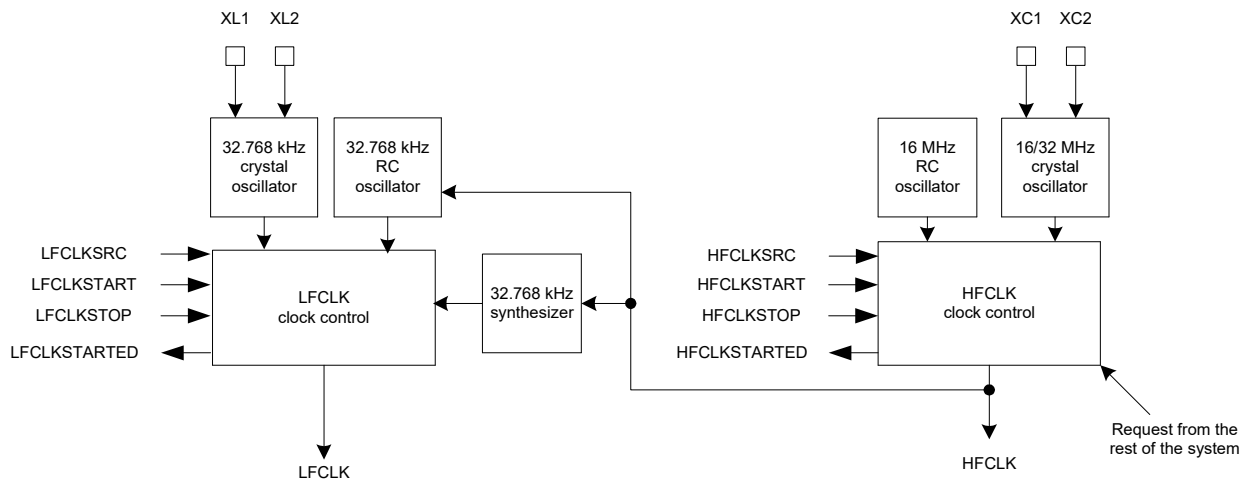 XL1
XL2
XC1
XC2
32.768 kHz
crystal
oscillator
32.768 kHz
RC
oscillator
16 MHz
RC
oscillator
16/32 MHz
crystal
oscillator
LFCLKSRC
LFCLKSTART
LFCLKSTOP
LFCLKSTARTED
LFCLK
clock control
32.768 kHz
synthesizer
HFCLKSRC
HFCLKSTART
HFCLKSTOP
HFCLKSTARTED
HFCLK
clock control
Request from the
rest of the system
LFCLK
HFCLK